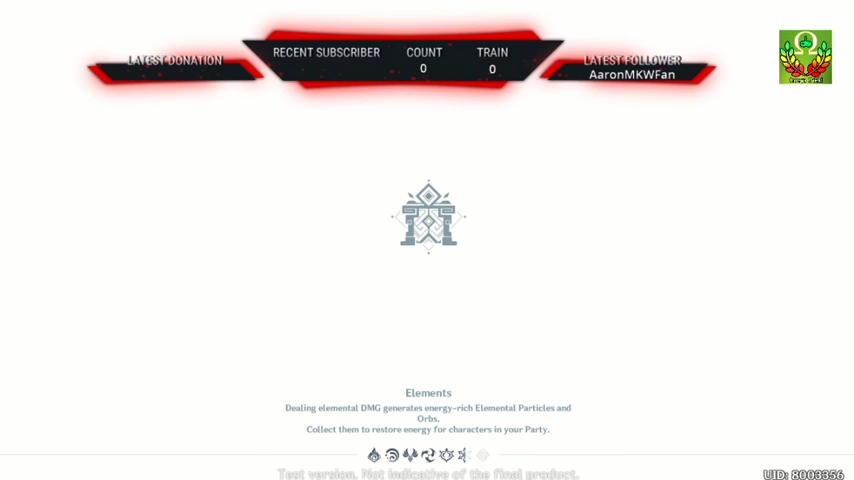 LATEST DONATION
RECENT SUBSCRIBER
COUNT
0
TRAIN
0
LATEST FOLLOWER
AaronMKWFan
Elements
Dealing elemental DMG generates energy-rich Elemental Particles and
Orbs.
Collect them to restore energy for characters in your Party.
Test version. Not indicative of the final product.
UID: 8003356